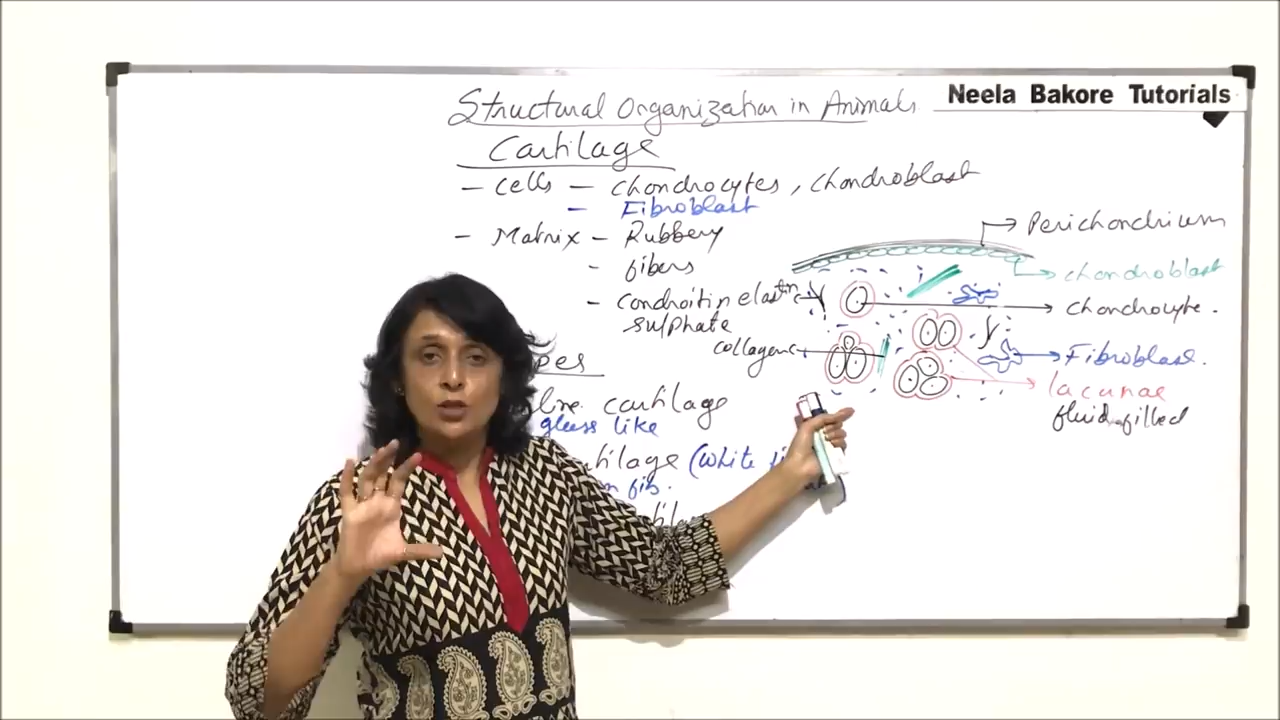 Neela Bakore Tutorials
Structural Organization in Animals
Cartilage
- cells - chondrocytes, chondroblast
- Fibroblast
- Matrix - Rubbery
- fibers
- condroitin
sulphate
elastin
collagen
Perichondrium
chondroblast
chondrocyte.
Fibroblast.
lacunae
fluid filled
cartilage
glass like
(white
fib.